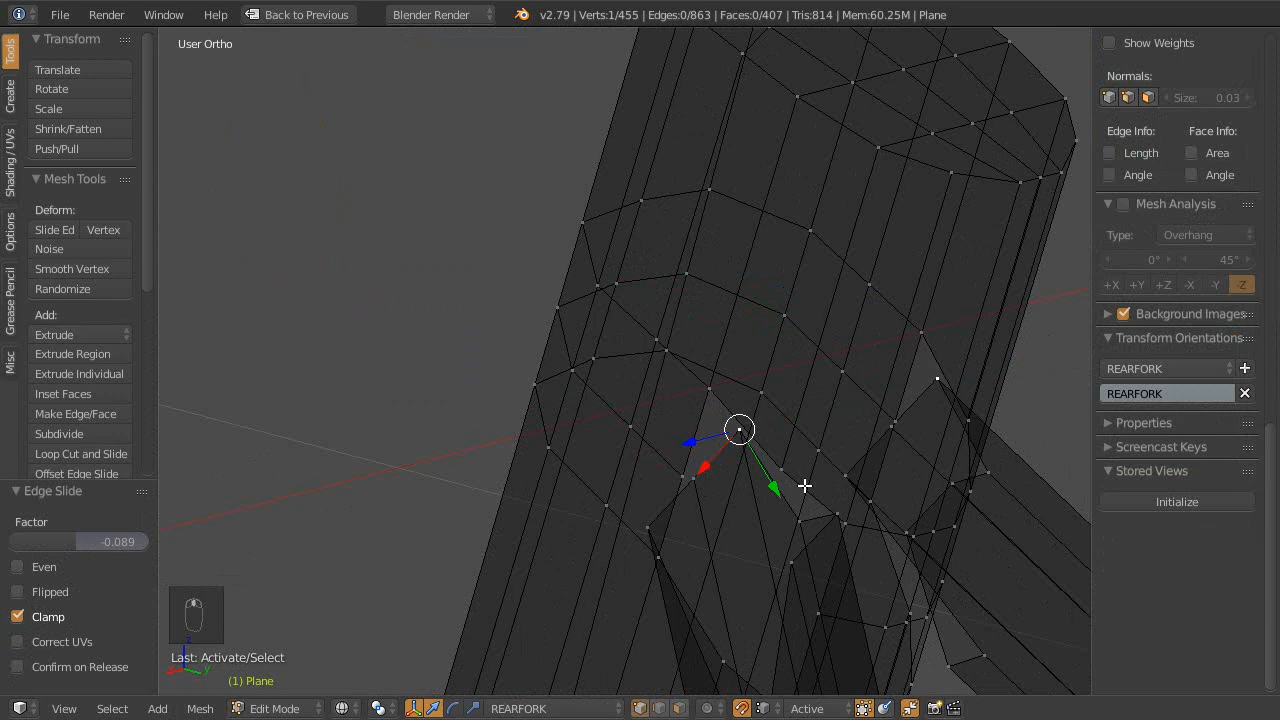 File Render Window Help Back to Previous Blender Render v2.79 | Verts:1/455 | Edges:0/863 | Faces:0/407 | Tris:814 | Mem:60.25M | Plane
Tools
Create
Shading / UVs
Options
Grease Pencil
Misc
Transform
Translate
Rotate
Scale
Shrink/Fatten
Push/Pull
Mesh Tools
Deform:
Slide Ed Vertex
Noise
Smooth Vertex
Randomize
Add:
Extrude
Extrude Region
Extrude Individual
Inset Faces
Make Edge/Face
Subdivide
Loop Cut and Slide
Offset Edge Slide
Edge Slide
Factor
-0.089
Even
Flipped
Clamp
Correct UVs
Confirm on Release
User Ortho
z
x y
Last: Activate/Select
(1) Plane
Show Weights
Normals:
Size: 0.03
Edge Info: Face Info:
Length Area
Angle Angle
Mesh Analysis
Type: Overhang
0° 45°
+X +Y +Z -X -Y -Z
Background Images
Transform Orientations
REARFORK
REARFORK
Properties
Screencast Keys
Stored Views
Initialize
View Select Add Mesh Edit Mode REARFORK Active